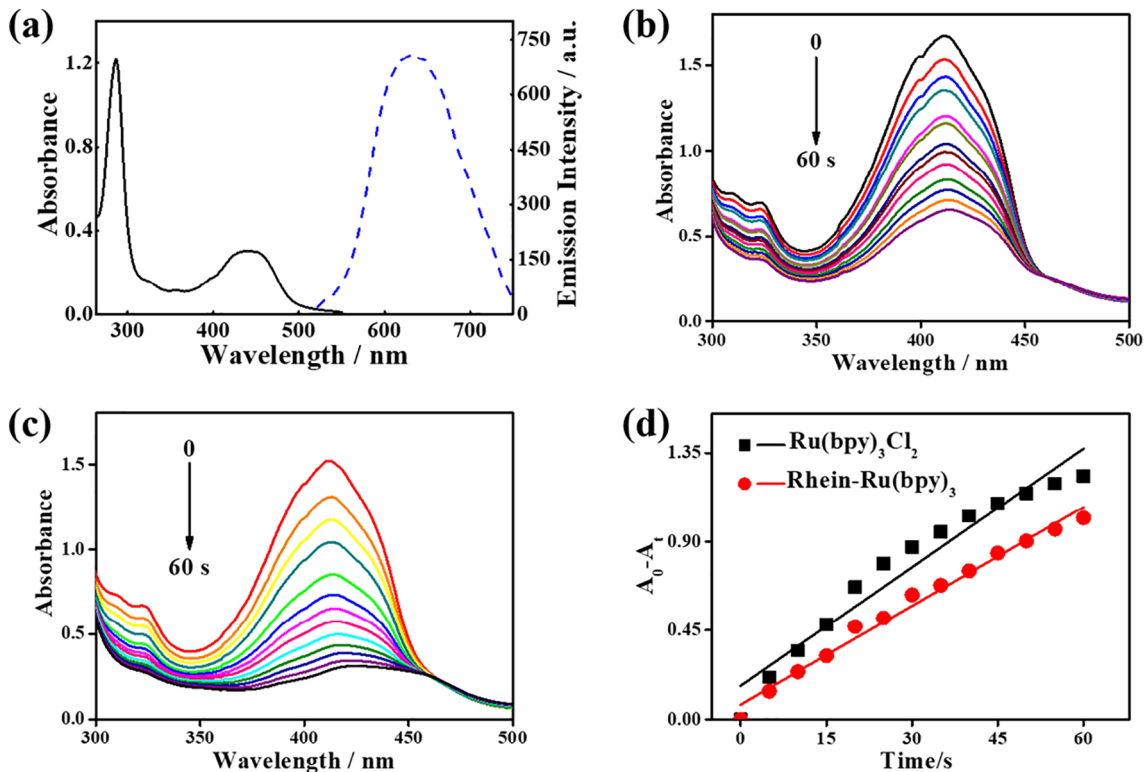 (a)
Absorbance
1.2
0.8
0.4
0.0
750
600
450
300
150
0
Emission Intensity / a.u.
300 400 500 600 700
Wavelength / nm
(b)
Absorbance
1.5
1.0
0.5
0.0
0
60 s
300 350 400 450 500
Wavelength / nm
(c)
Absorbance
1.5
1.0
0.5
0.0
0
60 s
300 350 400 450 500
Wavelength / nm
(d)
A₀-Aₜ
1.35
0.90
0.45
0.00
Ru(bpy)₃Cl₂
Rhein-Ru(bpy)₃
0 15 30 45 60
Time/s